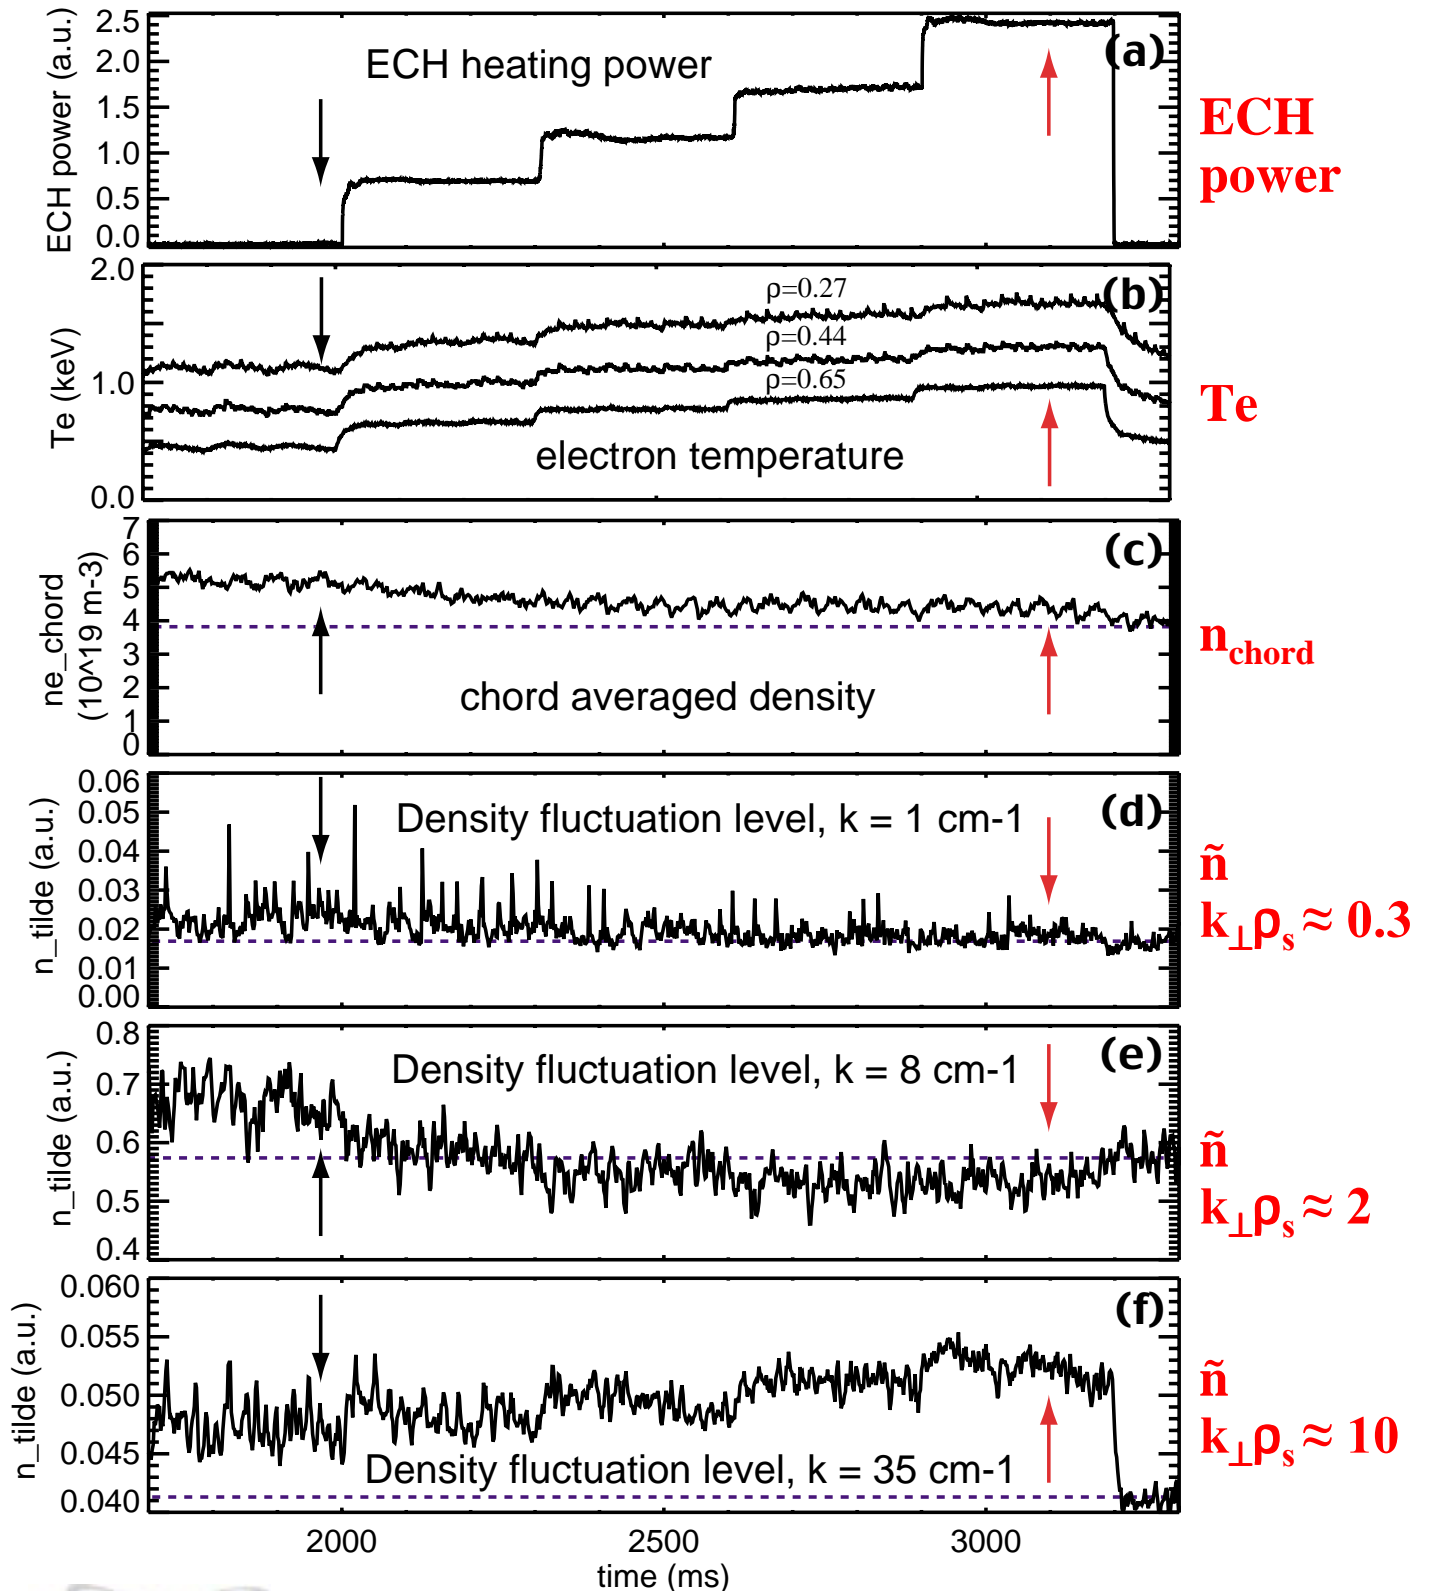 ECH power (a.u.)
2.5
2.0
1.5
1.0
0.5
0.0
ECH heating power
(a)
ECH
power
Te (keV)
2.0
1.0
0.0
ρ=0.27
ρ=0.44
ρ=0.65
electron temperature
(b)
Te
ne_chord
(10^19 m-3)
7
6
5
4
3
2
1
0
chord averaged density
(c)
n_chord
n_tilde (a.u.)
0.06
0.05
0.04
0.03
0.02
0.01
0.00
Density fluctuation level, k = 1 cm-1
(d)
ñ
k⊥ρs ≈ 0.3
n_tilde (a.u.)
0.8
0.7
0.6
0.5
0.4
Density fluctuation level, k = 8 cm-1
(e)
ñ
k⊥ρs ≈ 2
n_tilde (a.u.)
0.060
0.055
0.050
0.045
0.040
Density fluctuation level, k = 35 cm-1
(f)
ñ
k⊥ρs ≈ 10
2000
2500
3000
time (ms)